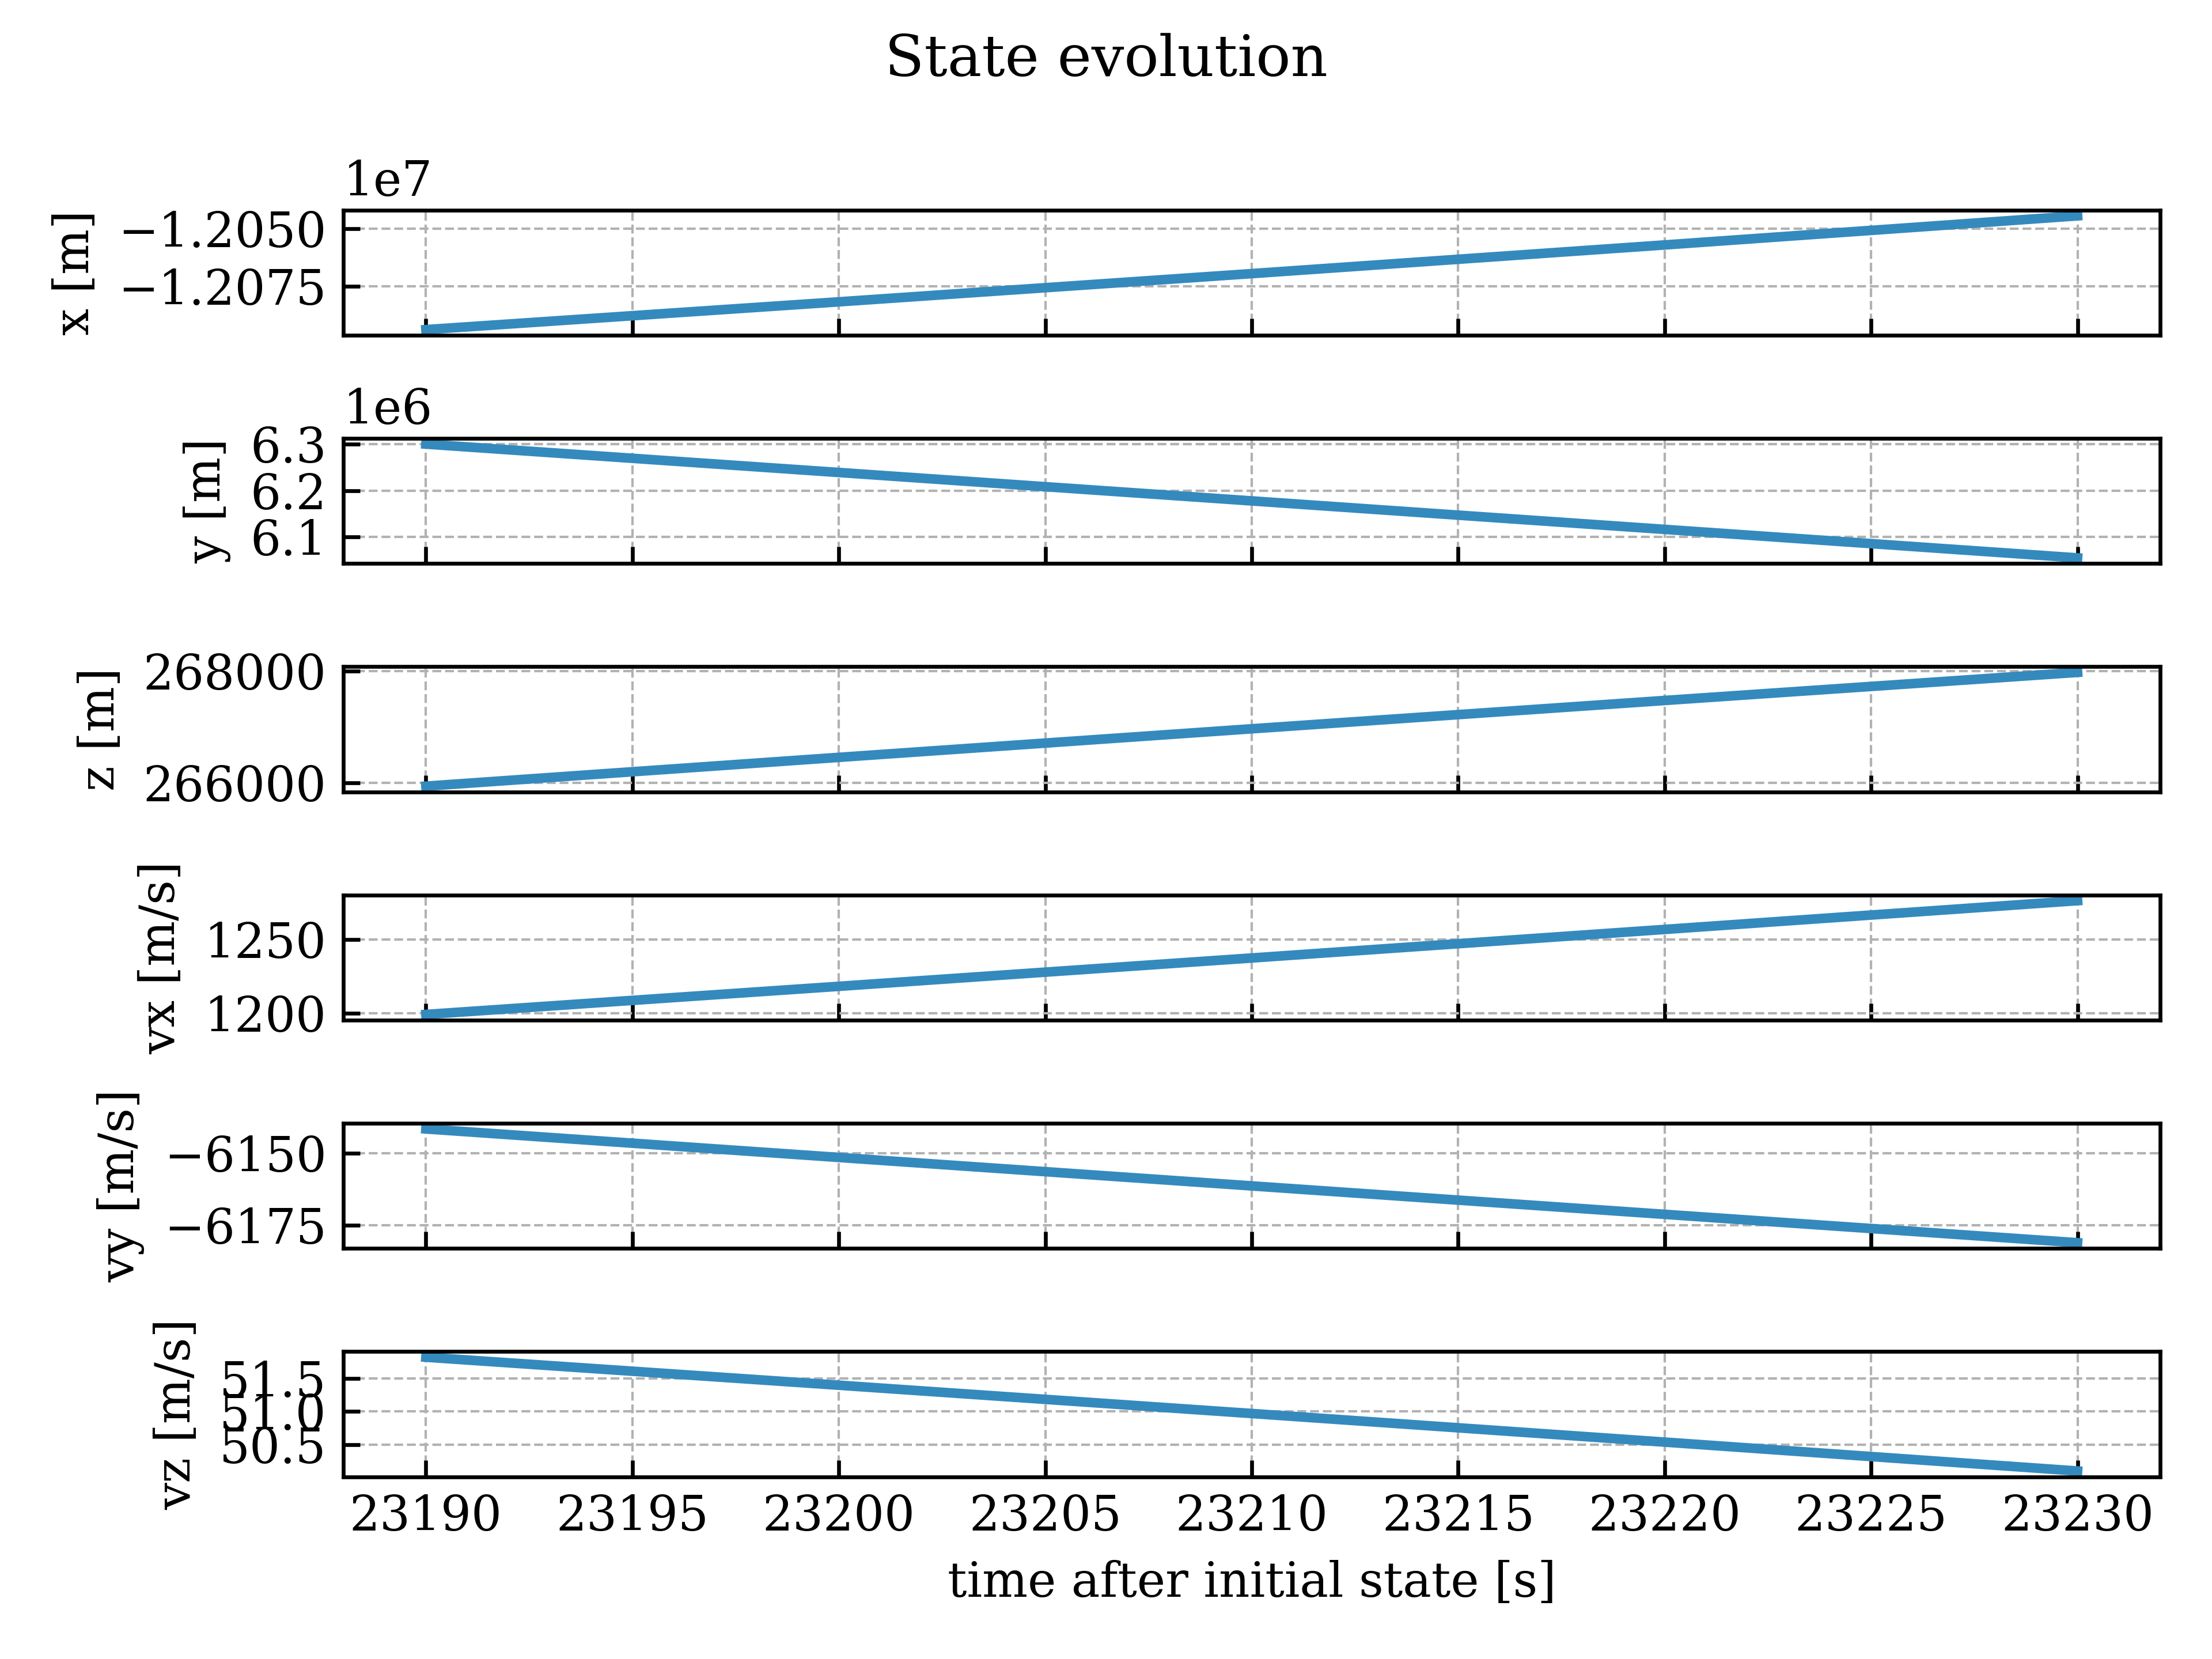 State evolution
1e7
x [m]
−1.2050
−1.2075
1e6
y [m]
6.3
6.2
6.1
z [m]
268000
266000
vx [m/s]
1250
1200
vy [m/s]
−6150
−6175
vz [m/s]
51.5
51.0
50.5
23190 23195 23200 23205 23210 23215 23220 23225 23230
time after initial state [s]